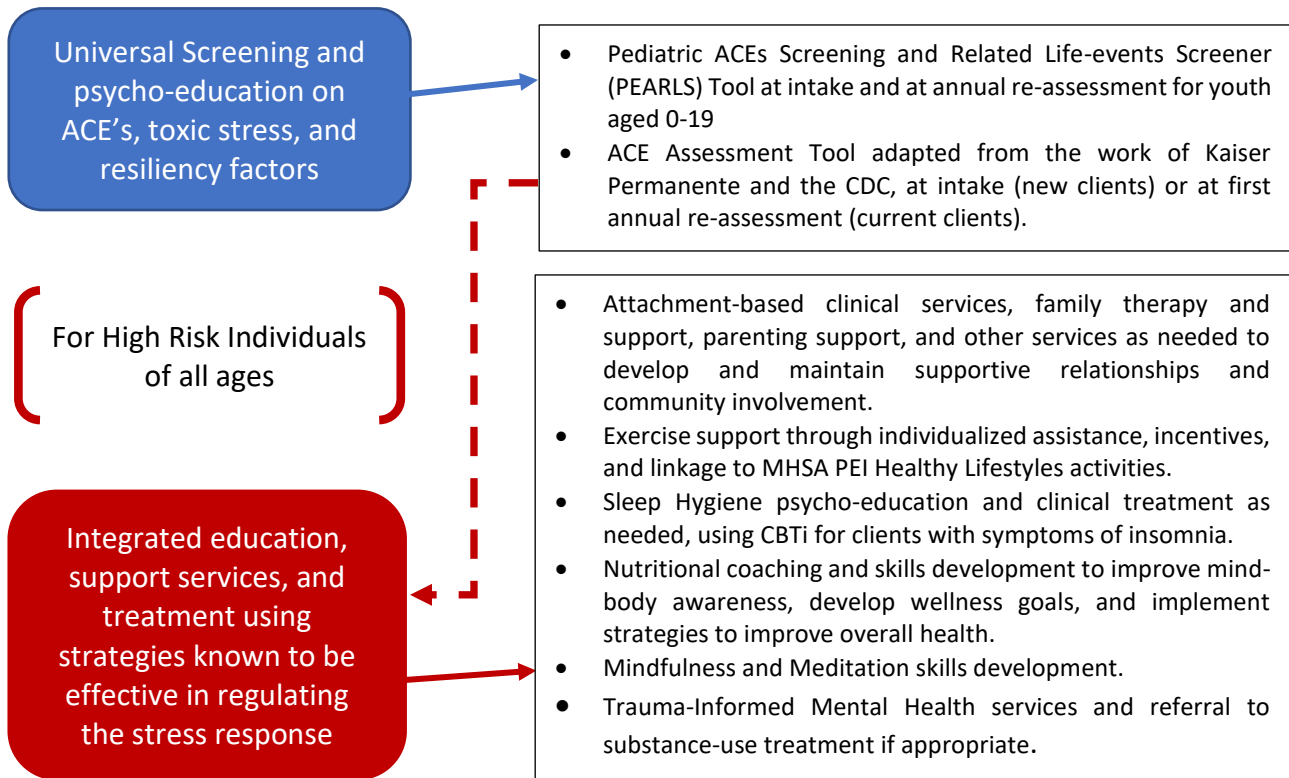 Universal Screening and
psycho-education on
ACE’s, toxic stress, and
resiliency factors
• Pediatric ACEs Screening and Related Life-events Screener
(PEARLS) Tool at intake and at annual re-assessment for youth
aged 0-19
• ACE Assessment Tool adapted from the work of Kaiser
Permanente and the CDC, at intake (new clients) or at first
annual re-assessment (current clients).
For High Risk Individuals
of all ages
Integrated education,
support services, and
treatment using
strategies known to be
effective in regulating
the stress response
• Attachment-based clinical services, family therapy and
support, parenting support, and other services as needed to
develop and maintain supportive relationships and
community involvement.
• Exercise support through individualized assistance, incentives,
and linkage to MHSA PEI Healthy Lifestyles activities.
• Sleep Hygiene psycho-education and clinical treatment as
needed, using CBTi for clients with symptoms of insomnia.
• Nutritional coaching and skills development to improve mind-
body awareness, develop wellness goals, and implement
strategies to improve overall health.
• Mindfulness and Meditation skills development.
• Trauma-Informed Mental Health services and referral to
substance-use treatment if appropriate.